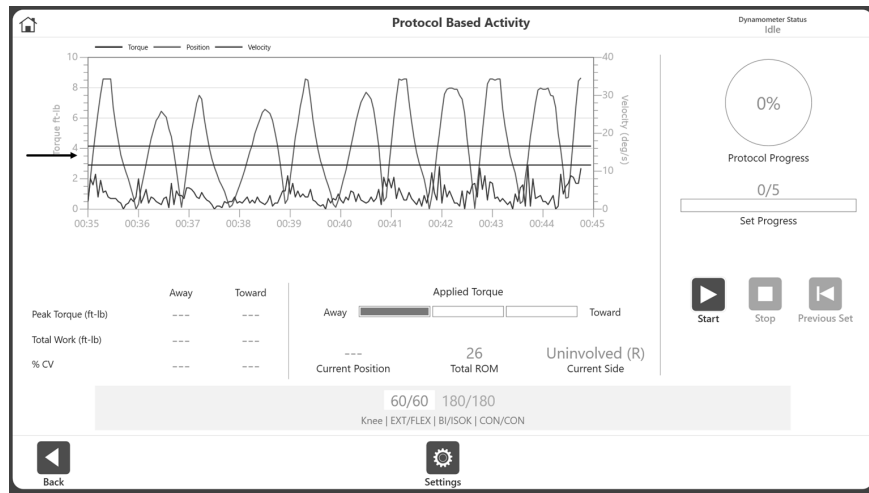 Protocol Based Activity
Dynamometer Status
Idle
Torque Position Velocity
Torque ft-lb
10
8
6
4
2
0
40
30
20
10
0
Velocity (deg/s)
00:35 00:36 00:37 00:38 00:39 00:40 00:41 00:42 00:43 00:44 00:45
0%
Protocol Progress
0/5
Set Progress
Start Stop Previous Set
Away Toward
Peak Torque (ft-lb) --- ---
Total Work (ft-lb) --- ---
% CV --- ---
Applied Torque
Away Toward
--- 26 Uninvolved (R)
Current Position Total ROM Current Side
60/60 180/180
Knee | EXT/FLEX | BI/ISOK | CON/CON
Back Settings